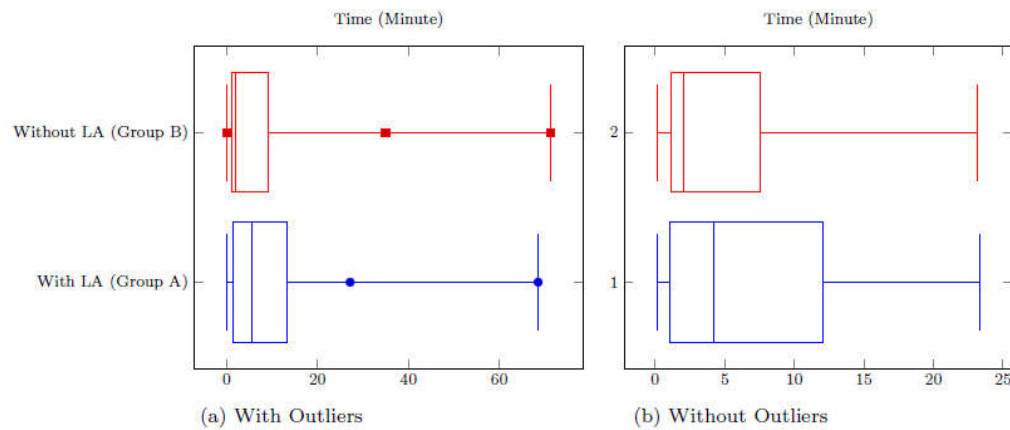 Time (Minute)
Time (Minute)
Without LA (Group B)
2
With LA (Group A)
1
0 20 40 60
0 5 10 15 20 25
(a) With Outliers
(b) Without Outliers